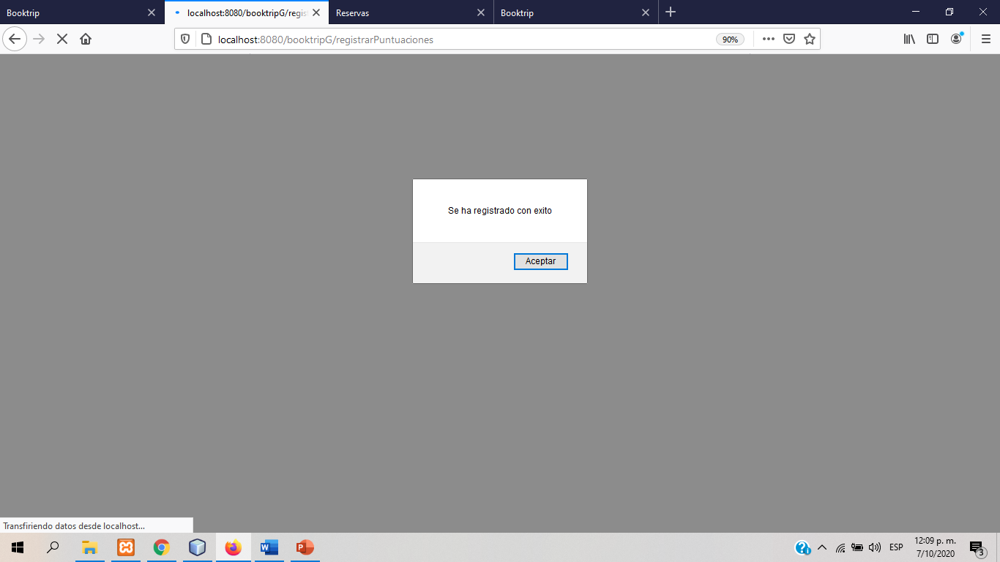 Booktrip
localhost:8080/booktripG/regist
Reservas
Booktrip
localhost:8080/booktripG/registrarPuntuaciones
90%
Se ha registrado con exito
Aceptar
Transfiriendo datos desde localhost...
ESP
12:09 p. m.
7/10/2020
3